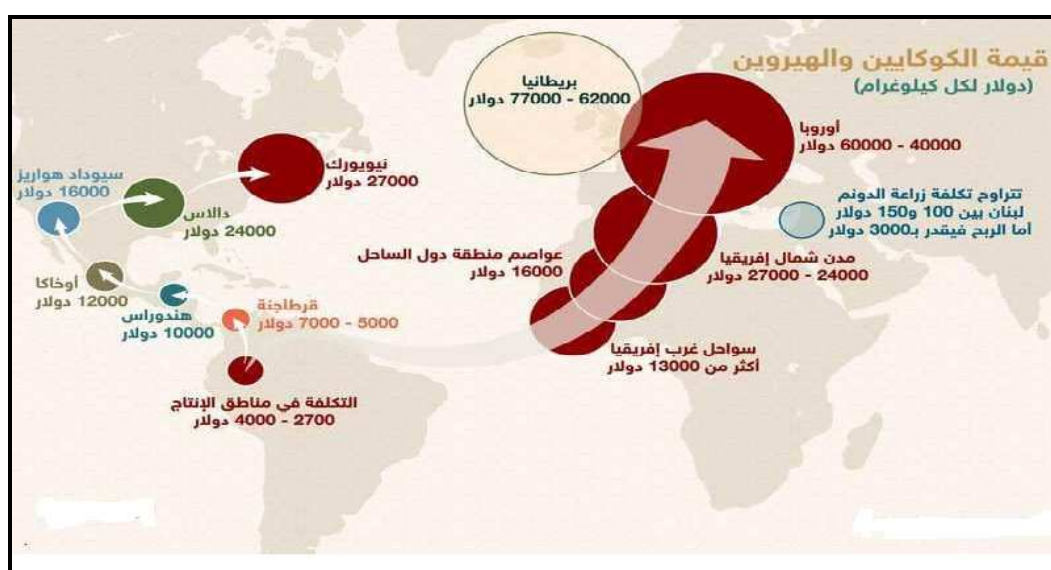 قيمة الكوكايين والهيروين
(دولار لكل كيلوغرام)
بريطانيا
62000 - 77000 دولار
أوروبا
40000 - 60000 دولار
تتراوح تكلفة زراعة الدونم
لبنان بين 100 و150 دولار
أما الربح فيقدر بـ3000 دولار
مدن شمال إفريقيا
24000 - 27000 دولار
عواصم منطقة دول الساحل
16000 دولار
سواحل غرب إفريقيا
أكثر من 13000 دولار
نيويورك
27000 دولار
سيوداد هواريز
16000 دولار
دالاس
24000 دولار
أوخاكا
12000 دولار
هندوراس
10000 دولار
قرطاجنة
5000 - 7000 دولار
التكلفة في مناطق الإنتاج
2700 - 4000 دولار